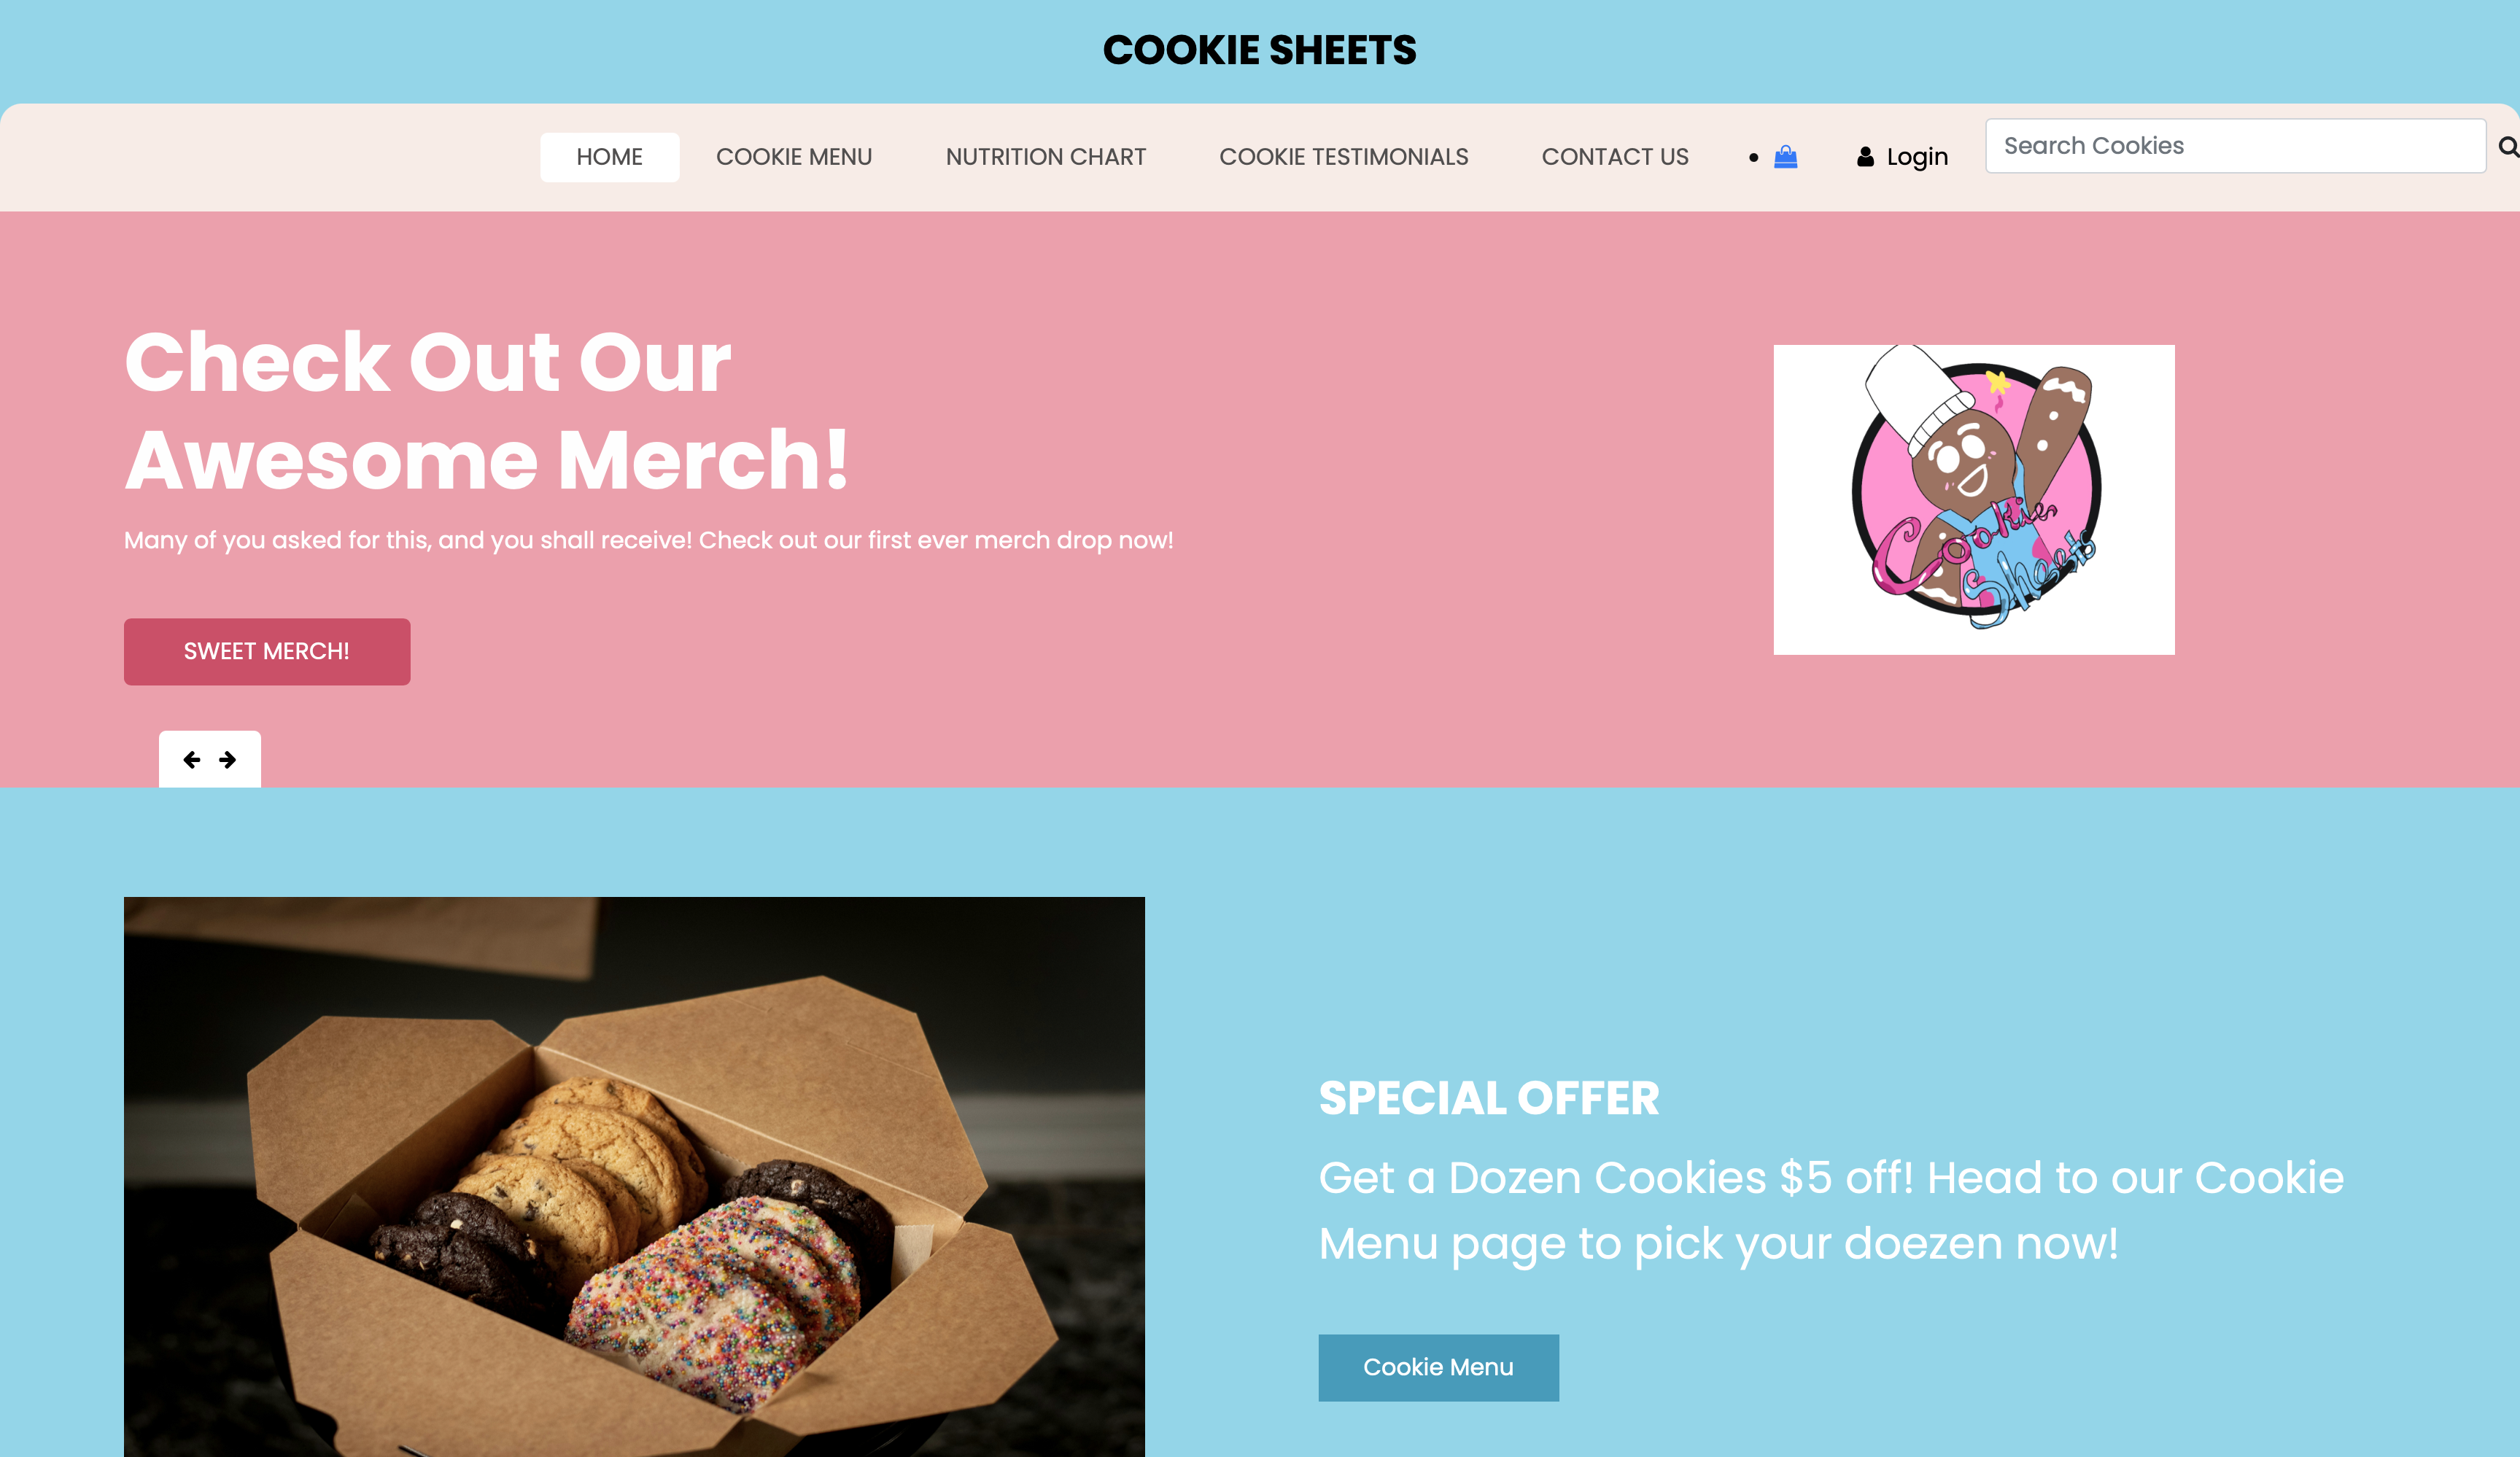 COOKIE SHEETS
HOME COOKIE MENU NUTRITION CHART COOKIE TESTIMONIALS CONTACT US • Login Search Cookies
Check Out Our
Awesome Merch!
Many of you asked for this, and you shall receive! Check out our first ever merch drop now!
SWEET MERCH!
Cookies
Sheets
SPECIAL OFFER
Get a Dozen Cookies $5 off! Head to our Cookie
Menu page to pick your doezen now!
Cookie Menu